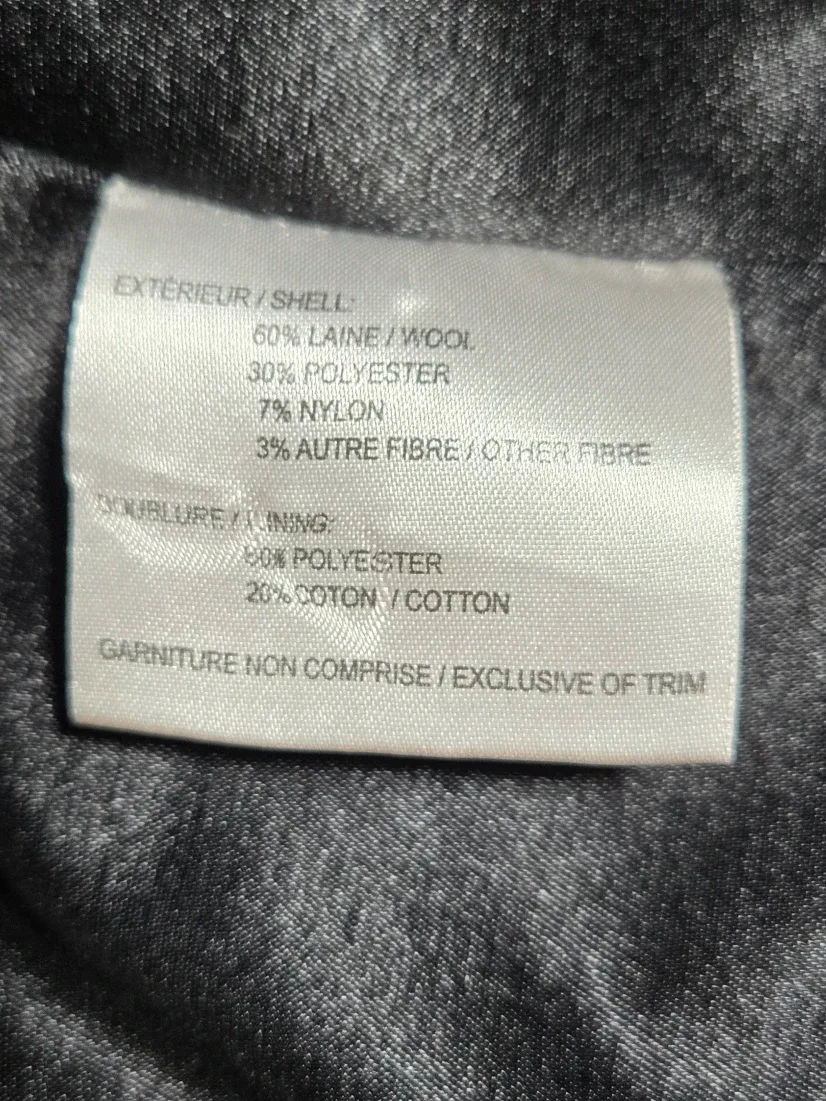 EXTÉRIEUR / SHELL:
60% LAINE / WOOL
30% POLYESTER
7% NYLON
3% AUTRE FIBRE / OTHER FIBRE
DOUBLURE / LINING:
80% POLYESTER
20% COTON / COTTON
GARNITURE NON COMPRISE / EXCLUSIVE OF TRIM